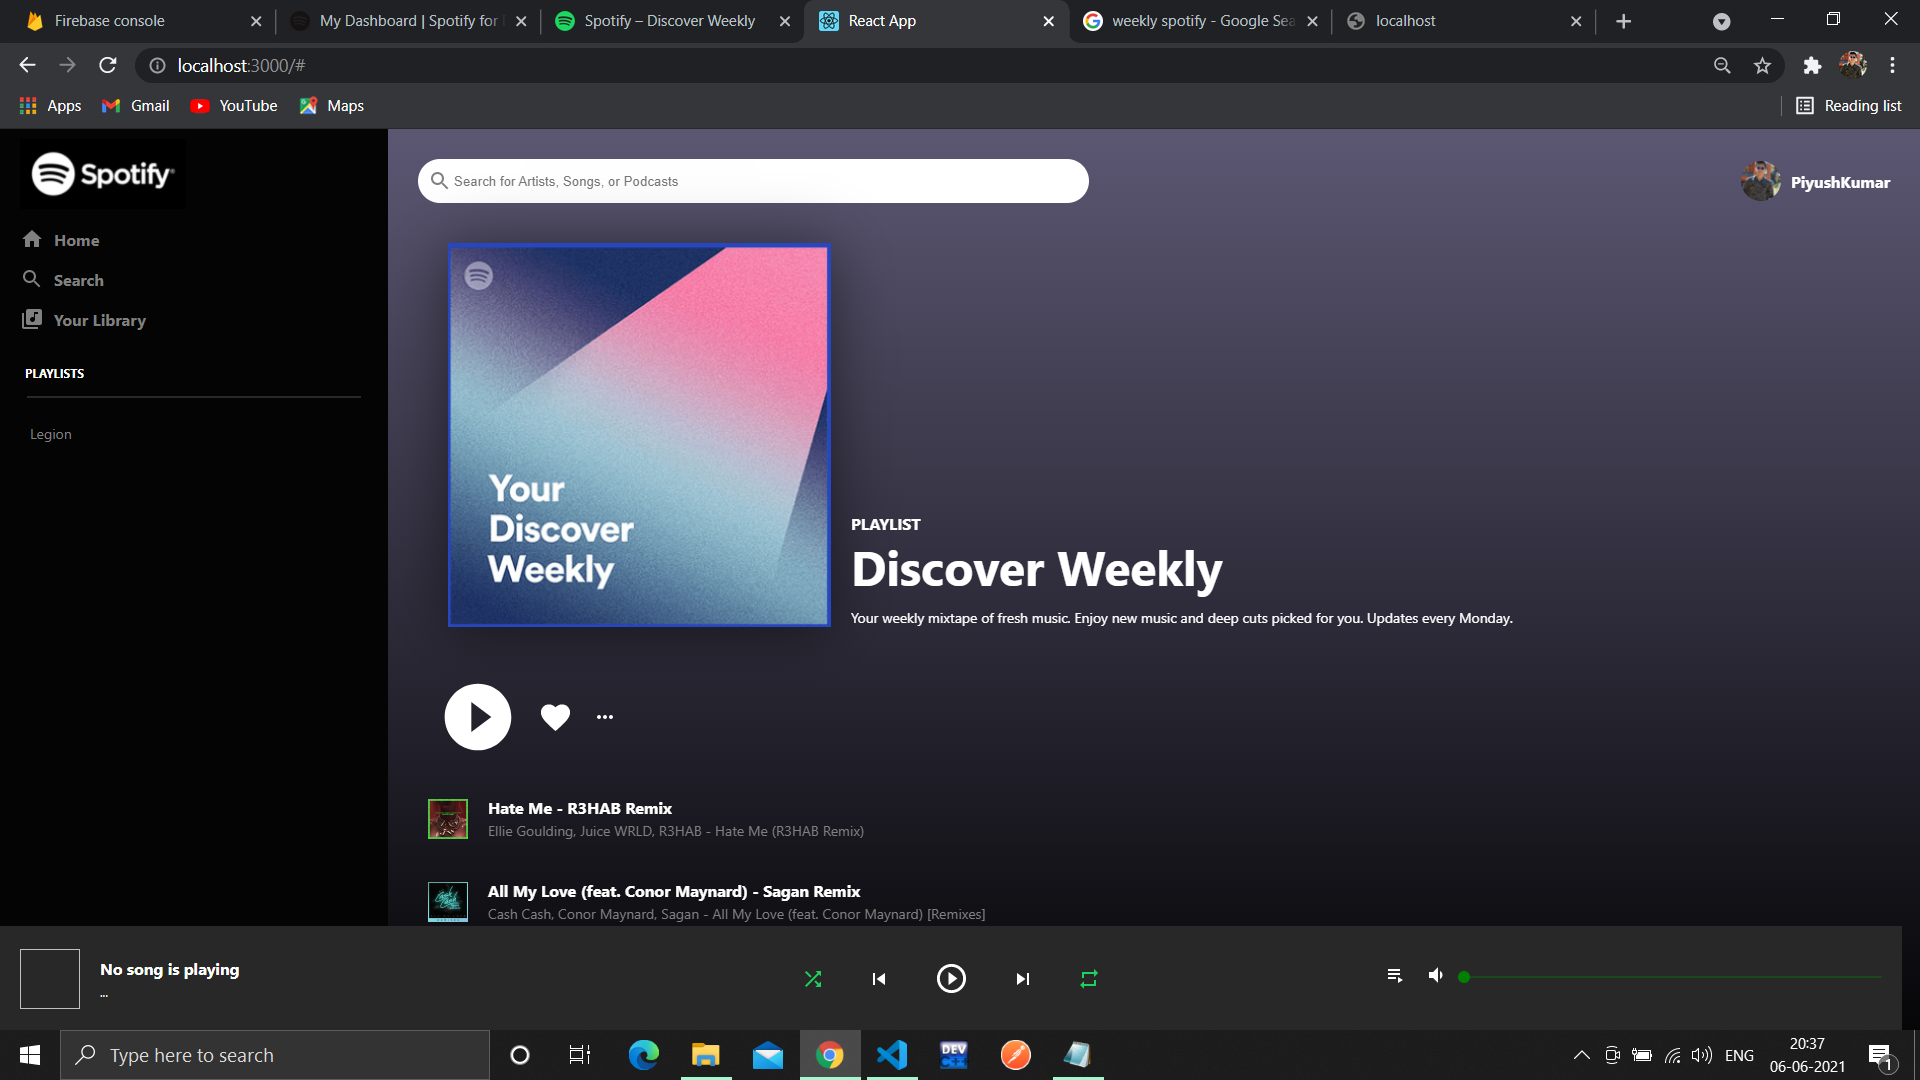 Firebase console
My Dashboard | Spotify for
Spotify – Discover Weekly
React App
weekly spotify - Google Sea
localhost
localhost:3000/#
Apps
Gmail
YouTube
Maps
Reading list
Spotify
Home
Search
Your Library
PLAYLISTS
Legion
Search for Artists, Songs, or Podcasts
PiyushKumar
Your
Discover
Weekly
PLAYLIST
Discover Weekly
Your weekly mixtape of fresh music. Enjoy new music and deep cuts picked for you. Updates every Monday.
Hate Me - R3HAB Remix
Ellie Goulding, Juice WRLD, R3HAB - Hate Me (R3HAB Remix)
All My Love (feat. Conor Maynard) - Sagan Remix
Cash Cash, Conor Maynard, Sagan - All My Love (feat. Conor Maynard) [Remixes]
No song is playing
...
Type here to search
DEV
C++
ENG
20:37
06-06-2021
1